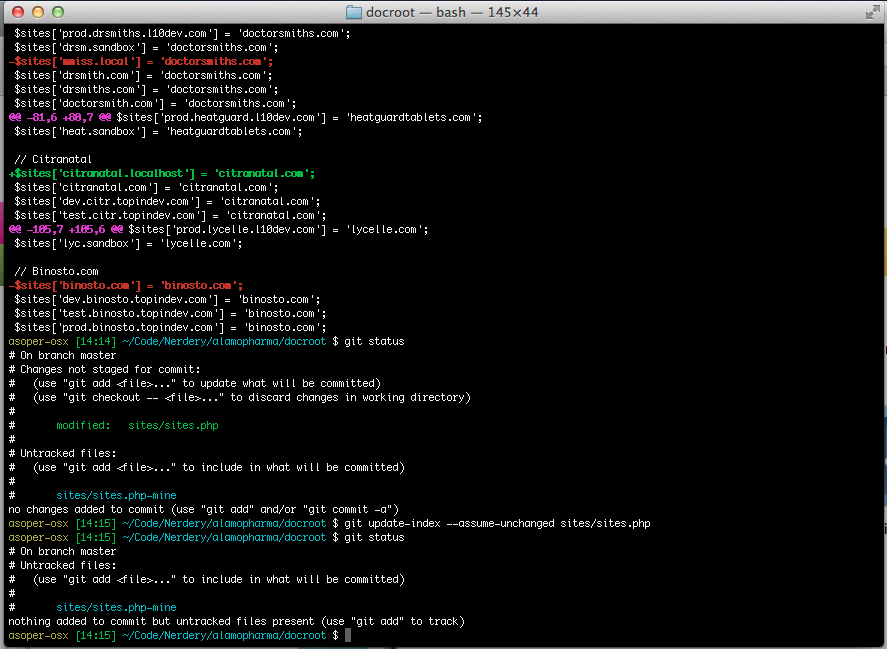 docroot — bash — 145×44
$sites['prod.drsmiths.l10dev.com'] = 'doctorsmiths.com';
$sites['drsm.sandbox'] = 'doctorsmiths.com';
-$sites['mmiss.local'] = 'doctorsmiths.com';
$sites['drsmith.com'] = 'doctorsmiths.com';
$sites['drsmiths.com'] = 'doctorsmiths.com';
$sites['doctorsmith.com'] = 'doctorsmiths.com';
@@ -81,6 +80,7 @@ $sites['prod.heatguard.l10dev.com'] = 'heatguardtablets.com';
$sites['heat.sandbox'] = 'heatguardtablets.com';
// Citranatal
+$sites['citranatal.localhost'] = 'citranatal.com';
$sites['citranatal.com'] = 'citranatal.com';
$sites['dev.citr.topindev.com'] = 'citranatal.com';
$sites['test.citr.topindev.com'] = 'citranatal.com';
@@ -105,7 +105,6 @@ $sites['prod.lycelle.l10dev.com'] = 'lycelle.com';
$sites['lyc.sandbox'] = 'lycelle.com';
// Binosto.com
-$sites['binosto.com'] = 'binosto.com';
$sites['dev.binosto.topindev.com'] = 'binosto.com';
$sites['test.binosto.topindev.com'] = 'binosto.com';
$sites['prod.binosto.topindev.com'] = 'binosto.com';
asoper-osx [14:14] ~/Code/Nerdery/alamopharma/docroot $ git status
# On branch master
# Changes not staged for commit:
#   (use "git add <file>..." to update what will be committed)
#   (use "git checkout -- <file>..." to discard changes in working directory)
#
#       modified:   sites/sites.php
#
# Untracked files:
#   (use "git add <file>..." to include in what will be committed)
#
#       sites/sites.php-mine
no changes added to commit (use "git add" and/or "git commit -a")
asoper-osx [14:15] ~/Code/Nerdery/alamopharma/docroot $ git update-index --assume-unchanged sites/sites.php
asoper-osx [14:15] ~/Code/Nerdery/alamopharma/docroot $ git status
# On branch master
# Untracked files:
#   (use "git add <file>..." to include in what will be committed)
#
#       sites/sites.php-mine
nothing added to commit but untracked files present (use "git add" to track)
asoper-osx [14:15] ~/Code/Nerdery/alamopharma/docroot $